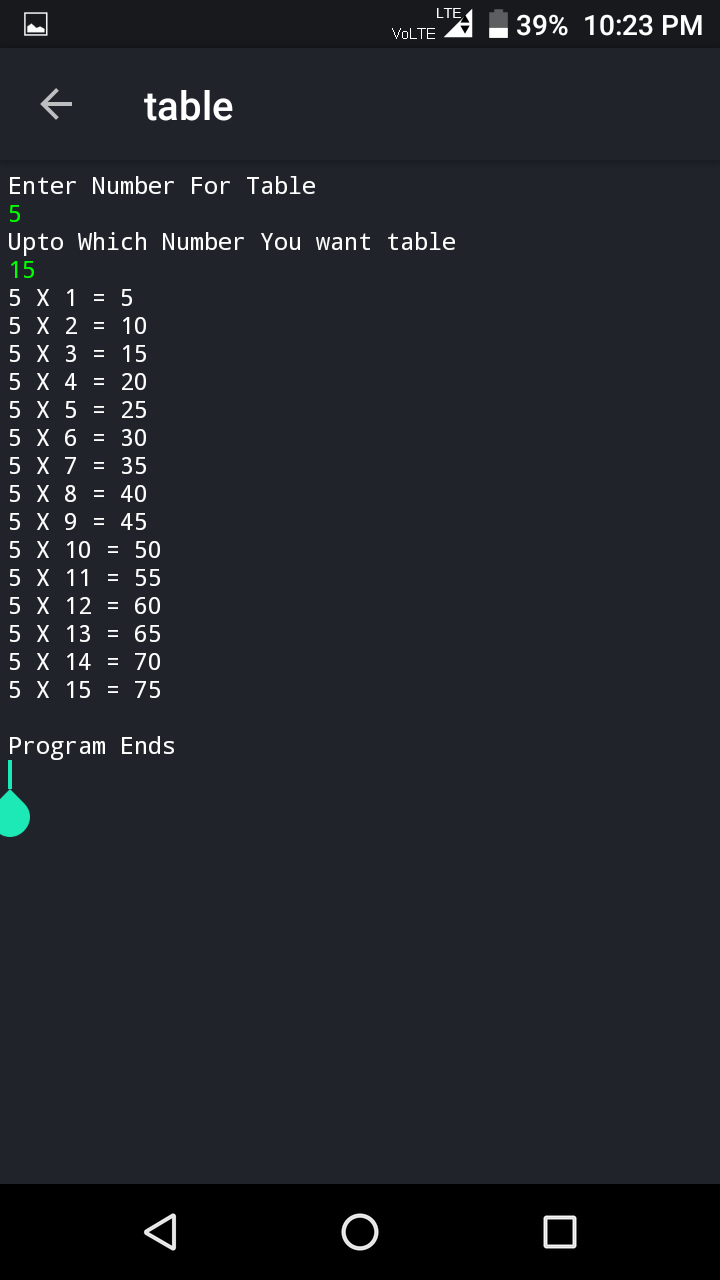 VoLTE LTE 39% 10:23 PM
table
Enter Number For Table
5
Upto Which Number You want table
15
5 X 1 = 5
5 X 2 = 10
5 X 3 = 15
5 X 4 = 20
5 X 5 = 25
5 X 6 = 30
5 X 7 = 35
5 X 8 = 40
5 X 9 = 45
5 X 10 = 50
5 X 11 = 55
5 X 12 = 60
5 X 13 = 65
5 X 14 = 70
5 X 15 = 75
Program Ends